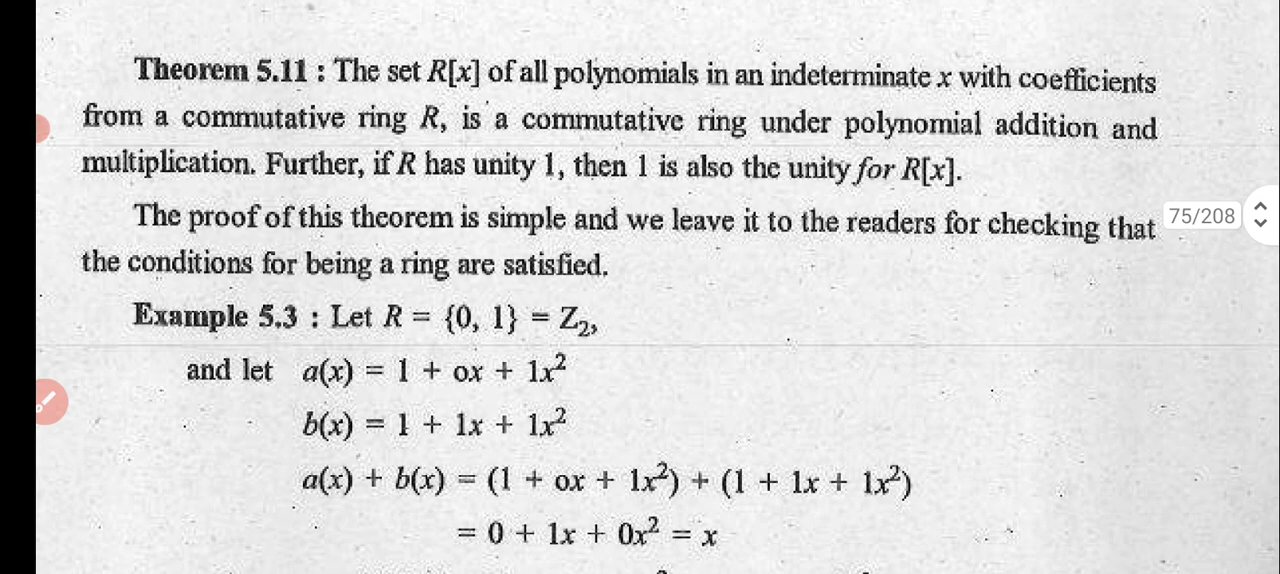 Theorem 5.11 : The set R[x] of all polynomials in an indeterminate x with coefficients
from a commutative ring R, is a commutative ring under polynomial addition and
multiplication. Further, if R has unity 1, then 1 is also the unity for R[x].
The proof of this theorem is simple and we leave it to the readers for checking that
75/208
the conditions for being a ring are satisfied.
Example 5.3 : Let R = {0, 1} = Z₂,
and let a(x) = 1 + ox + 1x²
b(x) = 1 + 1x + 1x²
a(x) + b(x) = (1 + ox + 1x²) + (1 + 1x + 1x²)
= 0 + 1x + 0x² = x